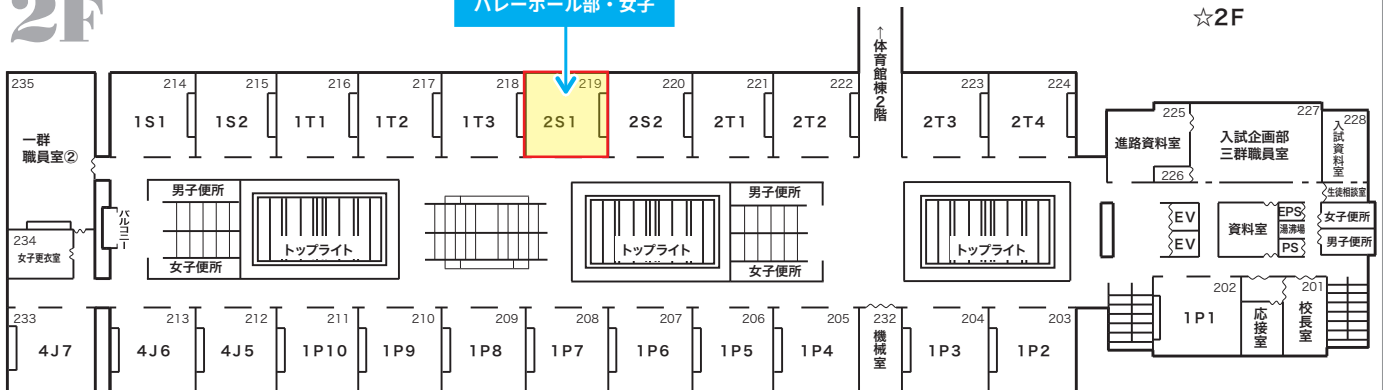 2F
バレーボール部・女子
☆2F
↑体育館棟2階
235
一群
職員室②
214
1S1
215
1S2
216
1T1
217
1T2
218
1T3
219
2S1
220
2S2
221
2T1
222
2T2
223
2T3
224
2T4
225
進路資料室
226
227
入試企画部
三群職員室
228
入試資料室
生徒相談室
男子便所
女子便所
トップライト
トップライト
男子便所
女子便所
トップライト
バルコニー
234
女子更衣室
EV
EV
資料室
EPS
湯沸場
PS
女子便所
男子便所
233
4J7
213
4J6
212
4J5
211
1P10
210
1P9
209
1P8
208
1P7
207
1P6
206
1P5
205
1P4
232
機械室
204
1P3
203
1P2
202
1P1
応接室
201
校長室